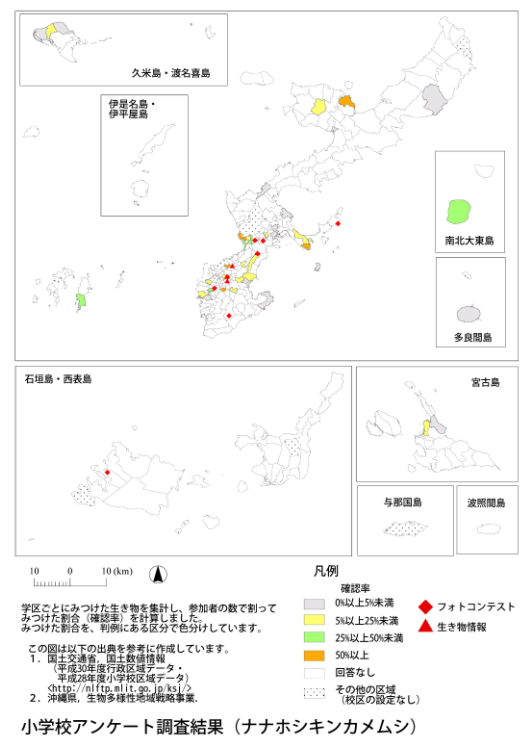 久米島・渡名喜島
伊是名島・
伊平屋島
南北大東島
多良間島
石垣島・西表島
宮古島
与那国島
波照間島
10 0 10 (km)
凡例
確認率
0%以上5%未満
5%以上25%未満
25%以上50%未満
50%以上
回答なし
その他の区域
(校区の設定なし)
フォトコンテスト
生き物情報
学区ごとにみつけた生き物を集計し、参加者の数で割って
みつけた割合(確認率)を計算しました。
みつけた割合を、判例にある区分で色分けしています。
この図は以下の出典を参考に作成しています。
1.国土交通省,国土数値情報
(平成30年度行政区域データ・
平成28年度小学校区域データ)
<http://nlftp.mlit.go.jp/ksj/>
2.沖縄県,生物多様性地域戦略事業.
小学校アンケート調査結果(ナナホシキンカメムシ)